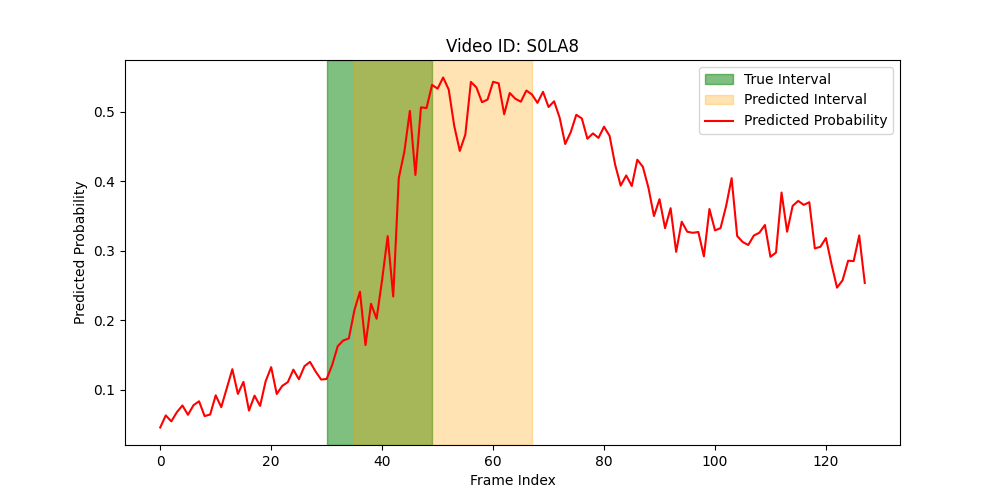 Video ID: S0LA8
True Interval
Predicted Interval
Predicted Probability
Predicted Probability
0.5
0.4
0.3
0.2
0.1
0 20 40 60 80 100 120
Frame Index